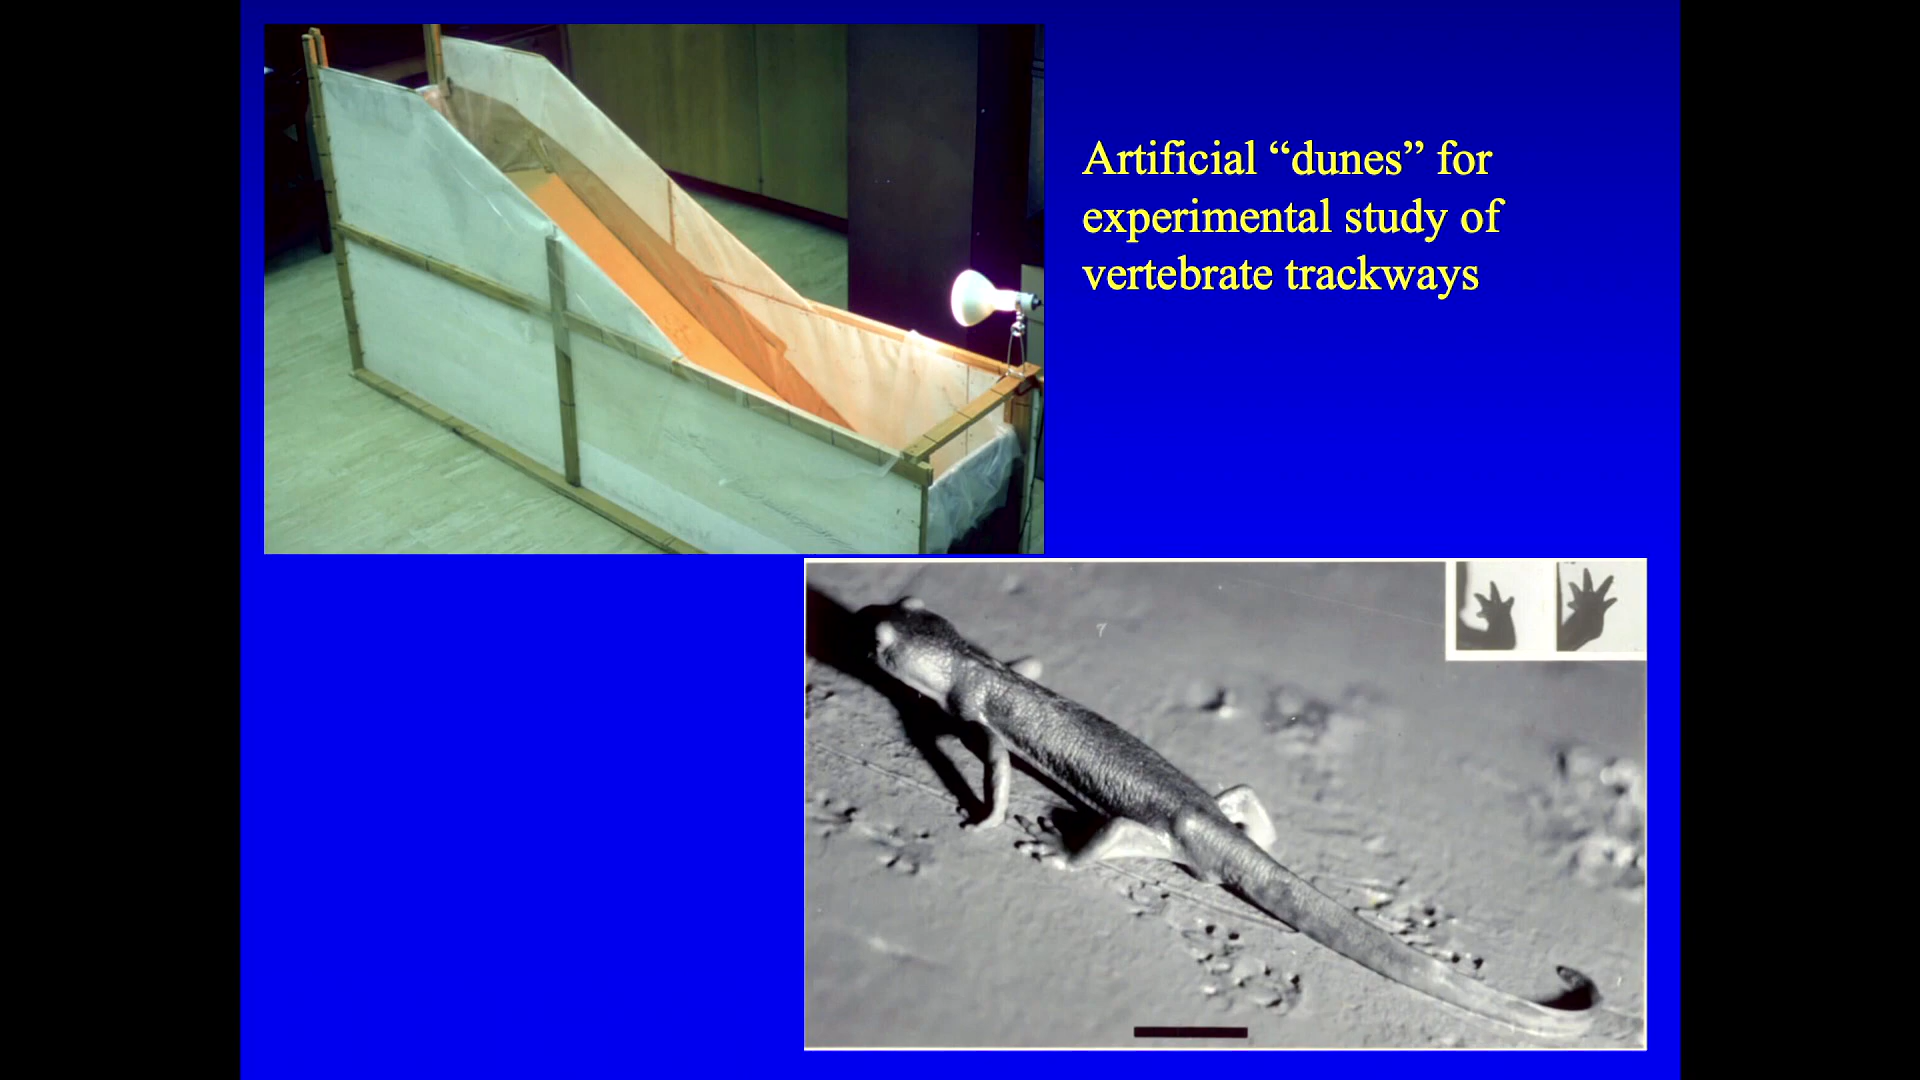 Artificial “dunes” for
experimental study of
vertebrate trackways